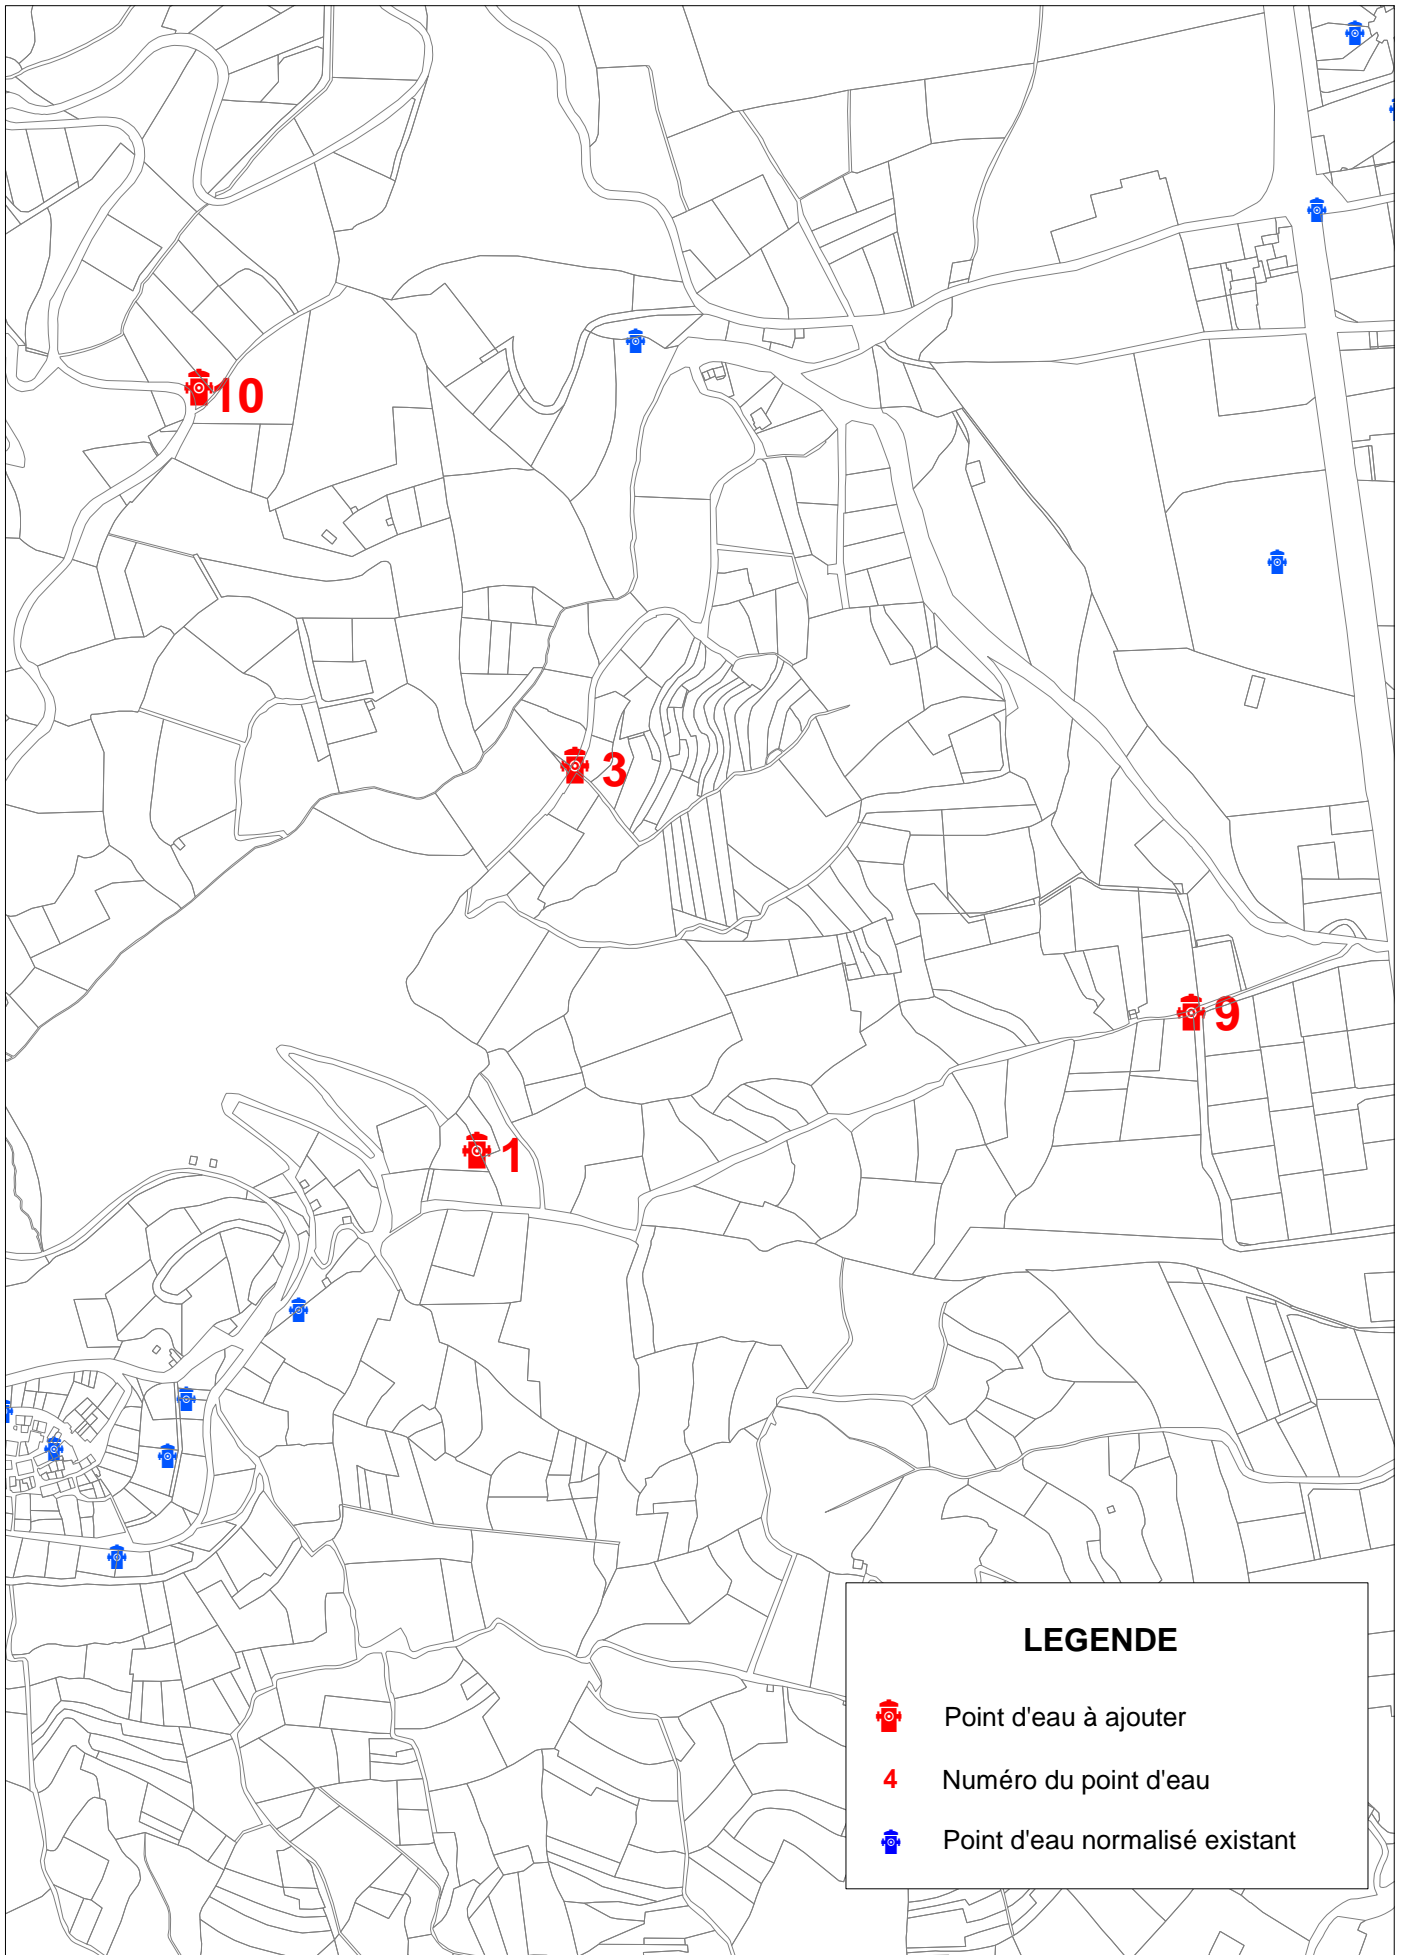 10
3
9
1
LEGENDE
Point d'eau à ajouter
4 Numéro du point d'eau
Point d'eau normalisé existant